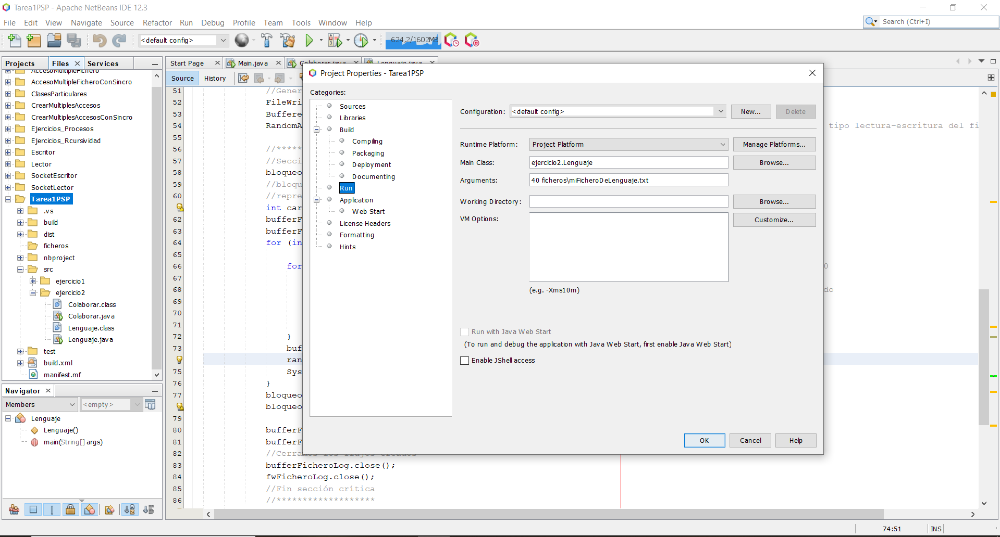 Tarea1PSP - Apache NetBeans IDE 12.3
File Edit View Navigate Source Refactor Run Debug Profile Team Tools Window Help
Search (Ctrl+I)
<default config>
624,2/1602MB
Projects Files Services
AccesoMultipleFichero
AccesoMultipleFicheroConSincro
ClasesParticulares
CrearMultiplesAccesos
CrearMultiplesAccesosConSincro
Ejercicios_Procesos
Ejercicios_Rcursividad
Escritor
Lector
SocketEscritor
SocketLector
Tarea1PSP
.vs
build
dist
ficheros
nbproject
src
ejercicio1
ejercicio2
Colaborar.class
Colaborar.java
Lenguaje.class
Lenguaje.java
test
build.xml
manifest.mf
Navigator
Members <empty>
Lenguaje
Lenguaje()
main(String[] args)
Start Page Main.java Colaborar.java Lenguaje.java
Source History
51 //Gener
52 FileWri
53 Buffere
54 RandomA tipo lectura-escritura del fi
55
56 //*****
57 //Secci
58 bloqueo
59 //bloqu
60 //repre
int car
62 bufferF
63 bufferF
64 for (in
65
66 for 0
67
68 do
69
70
71
72 }
73 buf
ran
75 Sys
76 }
77 bloqueo
bloqueo
79
80 bufferF
81 bufferF
82 //Cerramos los flujos creados
83 bufferFicheroLog.close();
84 fwFicheroLog.close();
85 //Fin sección crítica
86 //*******************
Project Properties - Tarea1PSP
Categories:
Sources
Libraries
Build
Compiling
Packaging
Deployment
Documenting
Run
Application
Web Start
License Headers
Formatting
Hints
Configuration: <default config> New... Delete
Runtime Platform: Project Platform Manage Platforms...
Main Class: ejercicio2.Lenguaje Browse...
Arguments: 40 ficheros\miFicheroDeLenguaje.txt
Working Directory: Browse...
VM Options: Customize...
(e.g. -Xms10m)
Run with Java Web Start
(To run and debug the application with Java Web Start, first enable Java Web Start)
Enable JShell access
OK Cancel Help
74:51 INS